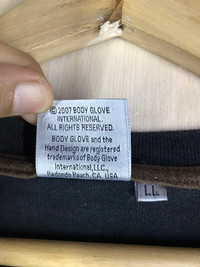 © 2007 BODY GLOVE
INTERNATIONAL.
ALL RIGHTS RESERVED.
BODY GLOVE and the
Hand Design are registered
trademarks of Body Glove
International, LLC.,
Redondo Beach, CA. USA
LL